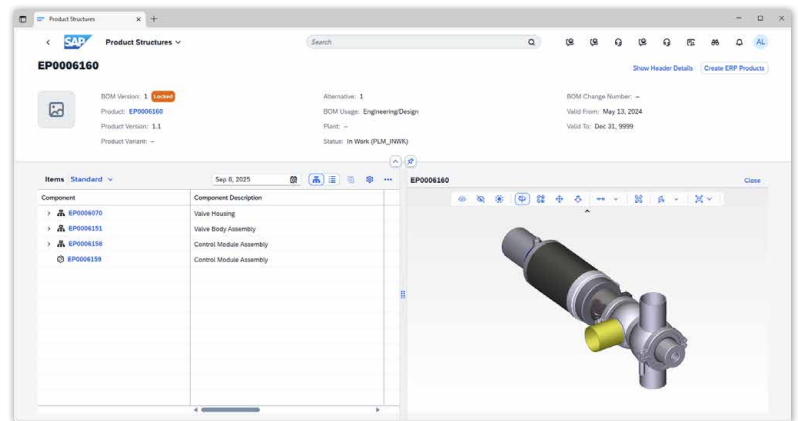 Product Structures
SAP
Product Structures
Search
AL
EP0006160
Show Header Details
Create ERP Products
BOM Version: 1 Locked
Alternative: 1
BOM Change Number: –
Product: EP0006160
BOM Usage: Engineering/Design
Valid From: May 13, 2024
Product Version: 1.1
Plant: –
Valid To: Dec 31, 9999
Product Variant: –
Status: In Work (PLM_INWK)
Items Standard
Sep 6, 2025
EP0006160
Close
Component
Component Description
EP0006070
Valve Housing
EP0006151
Valve Body Assembly
EP0006158
Control Module Assembly
EP0006159
Control Module Assembly